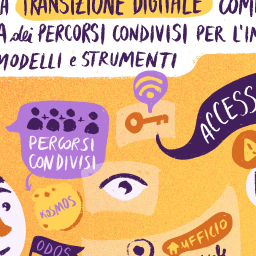 A TRANSIZIONE DIGITALE COM
A dei PERCORSI CONDIVISI PER L'IN
MODELLI e STRUMENTI
ACCESS
PERCORSI
CONDIVISI
KOSMOS
UFFICIO
ODOS